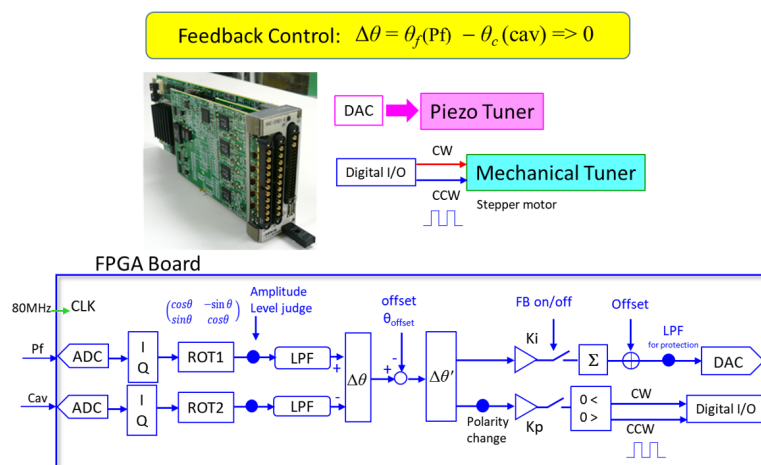 Feedback Control: Δθ = θf(Pf) − θc(cav) => 0
DAC
Piezo Tuner
CW
Digital I/O
Mechanical Tuner
CCW
Stepper motor
FPGA Board
80MHz
CLK
(cosθ −sinθ
sinθ cosθ)
Amplitude
Level judge
offset
θoffset
FB on/off
Offset
LPF
for protection
Pf
ADC
I
Q
ROT1
LPF
+
Δθ
+
-
Δθ'
Ki
Σ
DAC
Cav
ADC
I
Q
ROT2
LPF
-
Polarity
change
Kp
0 <
0 >
CW
CCW
Digital I/O